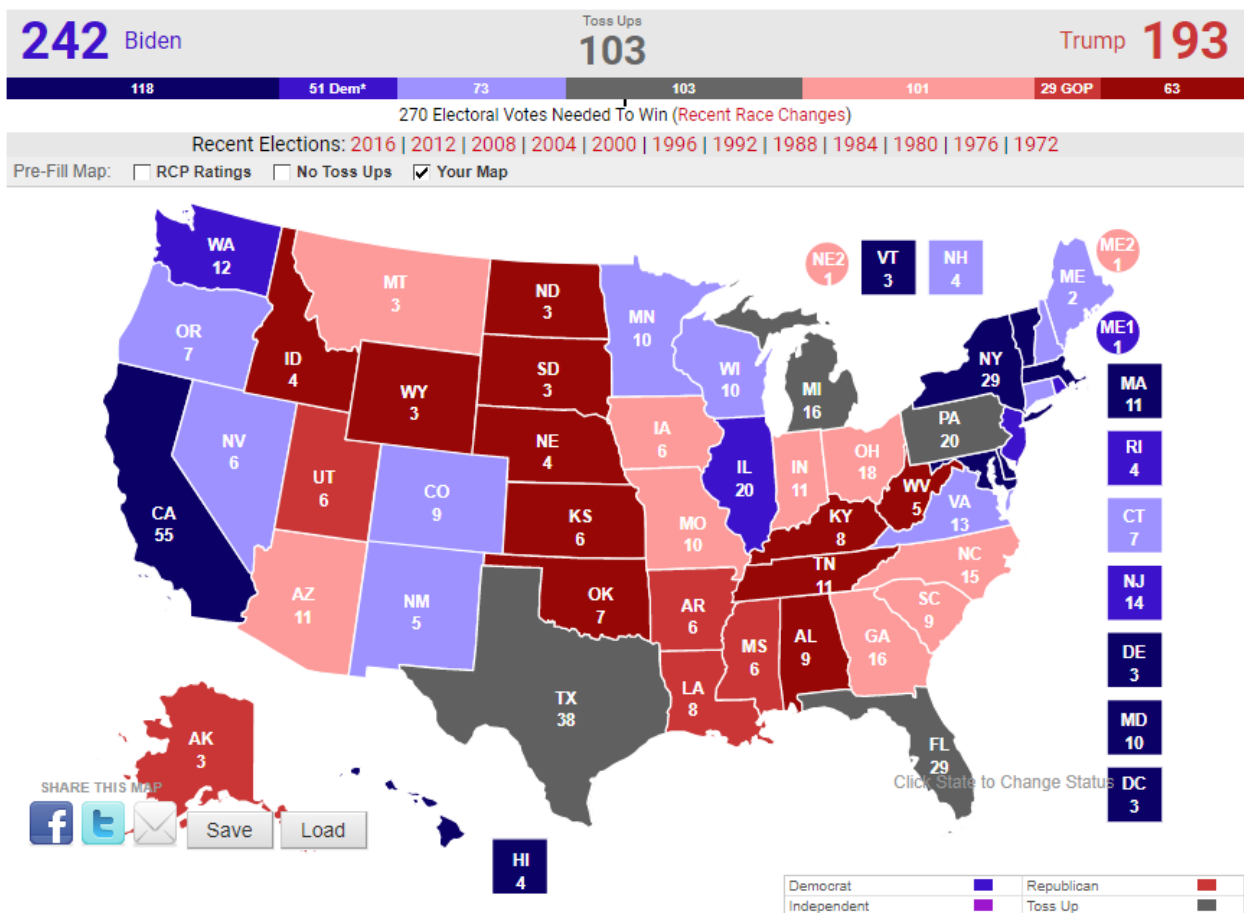 242 Biden
Toss Ups
103
Trump 193
118
51 Dem*
73
103
101
29 GOP
63
270 Electoral Votes Needed To Win (Recent Race Changes)
Recent Elections: 2016 | 2012 | 2008 | 2004 | 2000 | 1996 | 1992 | 1988 | 1984 | 1980 | 1976 | 1972
Pre-Fill Map: RCP Ratings No Toss Ups Your Map
WA
12
OR
7
CA
55
NV
6
ID
4
MT
3
WY
3
UT
6
AZ
11
CO
9
NM
5
ND
3
SD
3
NE
4
KS
6
OK
7
TX
38
MN
10
IA
6
MO
10
AR
6
LA
8
WI
10
IL
20
MI
16
IN
11
OH
18
KY
8
TN
11
MS
6
AL
9
GA
16
FL
29
SC
9
NC
15
VA
13
WV
5
PA
20
NY
29
ME
2
NE2
1
VT
3
NH
4
ME2
1
ME1
1
MA
11
RI
4
CT
7
NJ
14
DE
3
MD
10
DC
3
AK
3
HI
4
Click State to Change Status
SHARE THIS MAP
Save
Load
Democrat
Republican
Independent
Toss Up